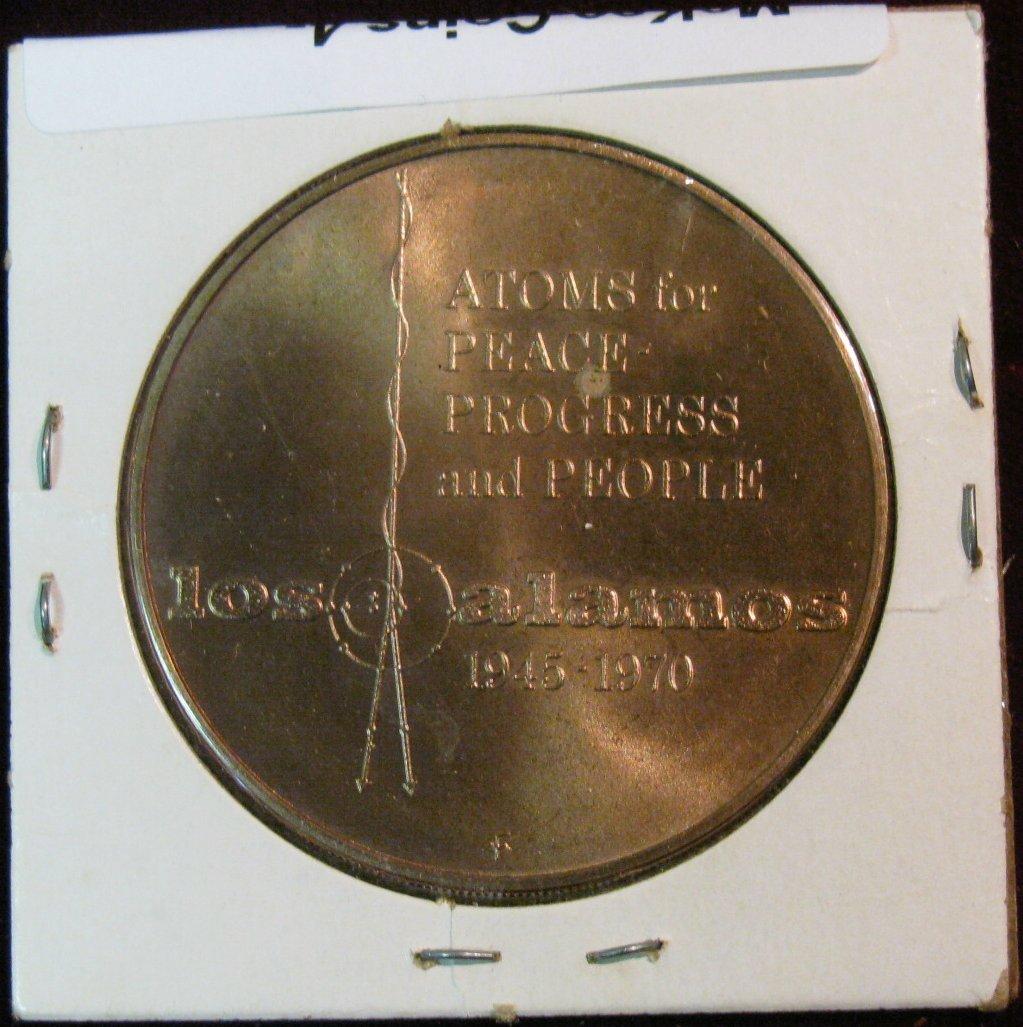 ATOMS for
PEACE-
PROGRESS
and PEOPLE
los alamos
1945-1970
F